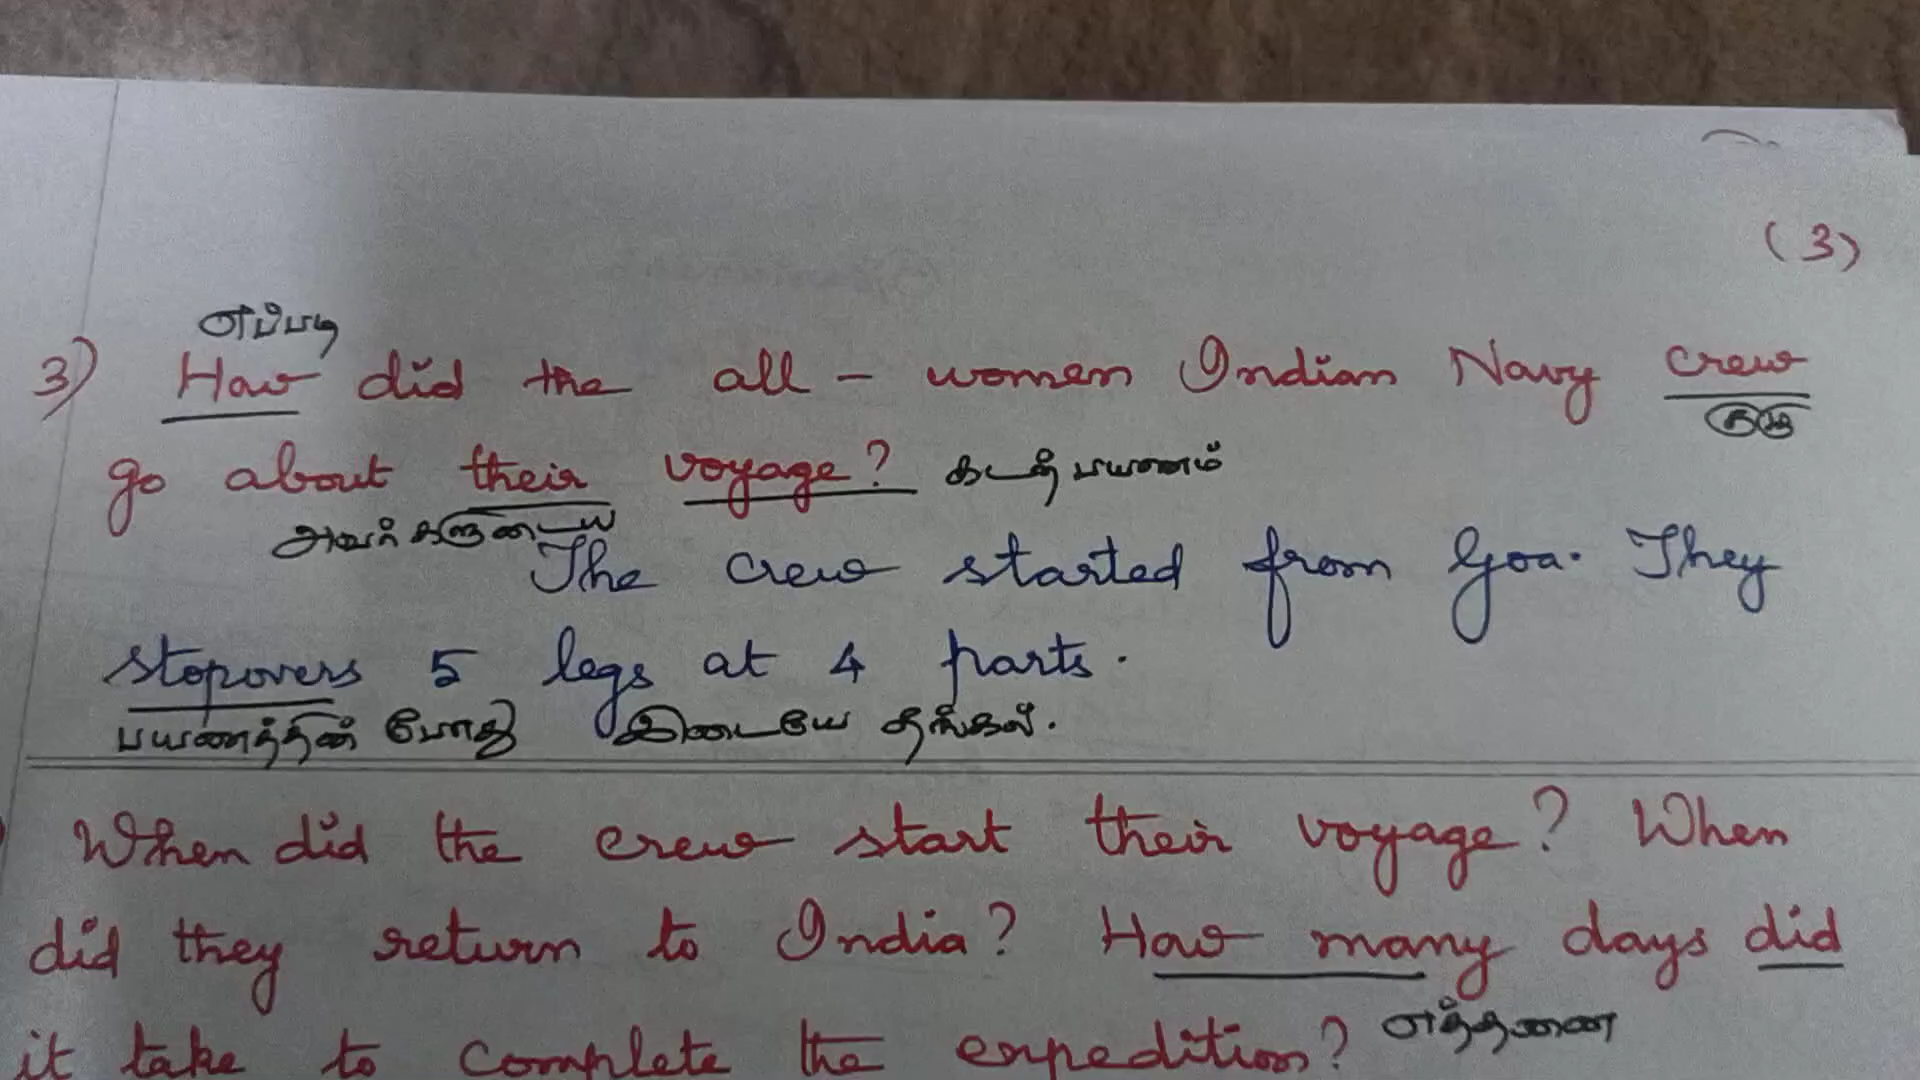 (3)
எப்படி
3) How did the all - women Indian Navy crew
குழு
go about their voyage? கடற்பயணம்
அவர்களுடைய
The crew started from Goa. They
stopovers 5 legs at 4 parts.
பயணத்தின் போது இடையே தங்கல்.
When did the crew start their voyage? When
did they return to India? How many days did
it take to complete the expedition? எத்தனை